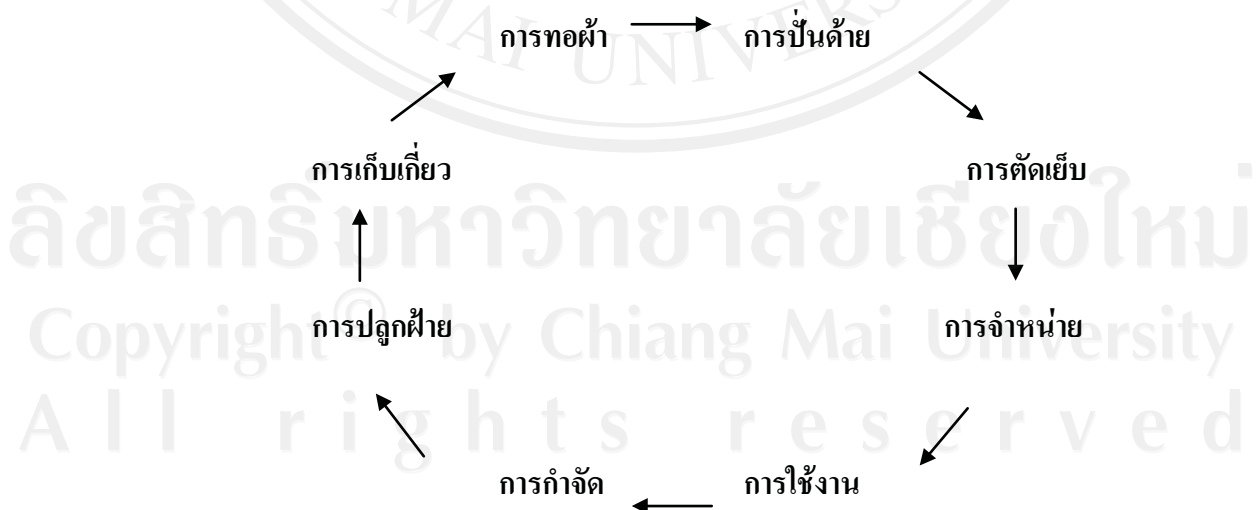 MAI UNIVER
การทอผ้า การปั่นด้าย
การเก็บเกี่ยว การตัดเย็บ
ลิขสิทธิ์มหาวิทยาลัยเชียงใหม่
การปลูกฝ้าย การจำหน่าย
Copyright © by Chiang Mai University
All rights reserved
การกำจัด การใช้งาน